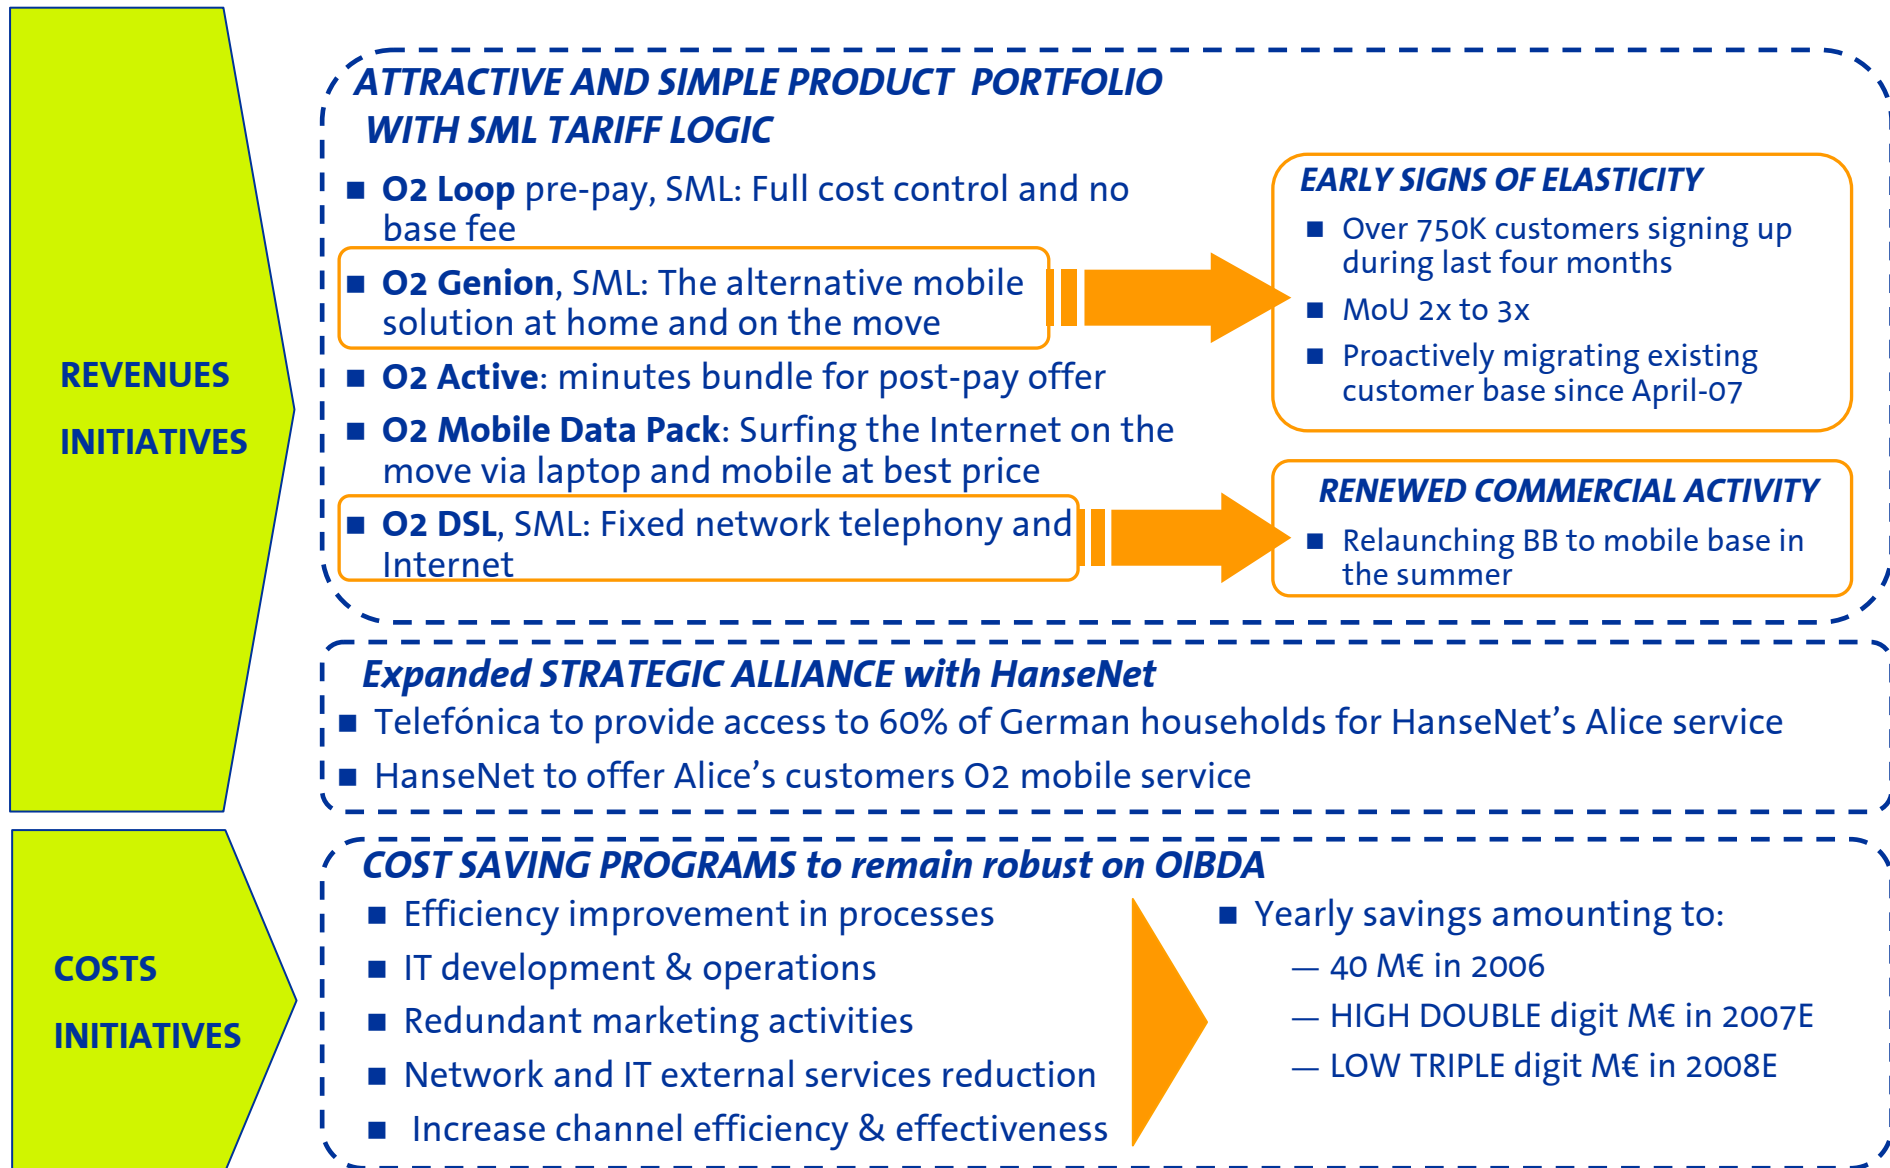 REVENUES
INITIATIVES
ATTRACTIVE AND SIMPLE PRODUCT PORTFOLIO
WITH SML TARIFF LOGIC
■ O2 Loop pre-pay, SML: Full cost control and no
base fee
■ O2 Genion, SML: The alternative mobile
solution at home and on the move
■ O2 Active: minutes bundle for post-pay offer
■ O2 Mobile Data Pack: Surfing the Internet on the
move via laptop and mobile at best price
■ O2 DSL, SML: Fixed network telephony and
Internet
EARLY SIGNS OF ELASTICITY
■ Over 750K customers signing up
during last four months
■ MoU 2x to 3x
■ Proactively migrating existing
customer base since April-07
RENEWED COMMERCIAL ACTIVITY
■ Relaunching BB to mobile base in
the summer
Expanded STRATEGIC ALLIANCE with HanseNet
■ Telefónica to provide access to 60% of German households for HanseNet’s Alice service
■ HanseNet to offer Alice’s customers O2 mobile service
COSTS
INITIATIVES
COST SAVING PROGRAMS to remain robust on OIBDA
■ Efficiency improvement in processes
■ IT development & operations
■ Redundant marketing activities
■ Network and IT external services reduction
■ Increase channel efficiency & effectiveness
■ Yearly savings amounting to:
— 40 M€ in 2006
— HIGH DOUBLE digit M€ in 2007E
— LOW TRIPLE digit M€ in 2008E